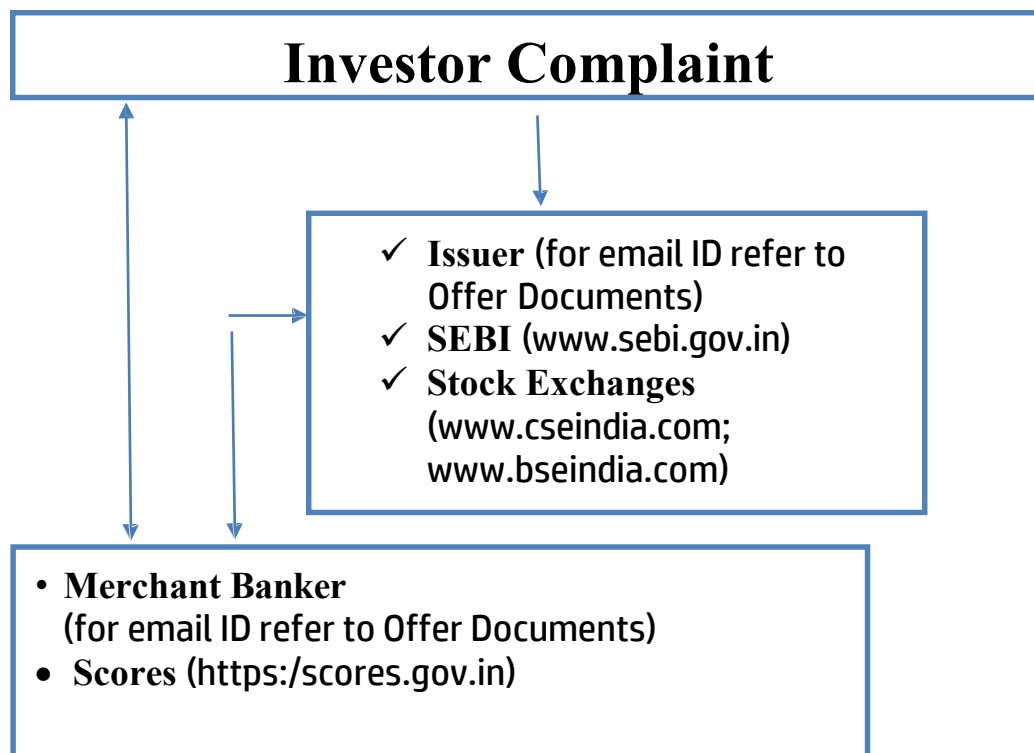 Investor Complaint
✓ Issuer (for email ID refer to
Offer Documents)
✓ SEBI (www.sebi.gov.in)
✓ Stock Exchanges
(www.cseindia.com;
www.bseindia.com)
• Merchant Banker
(for email ID refer to Offer Documents)
• Scores (https:/scores.gov.in)